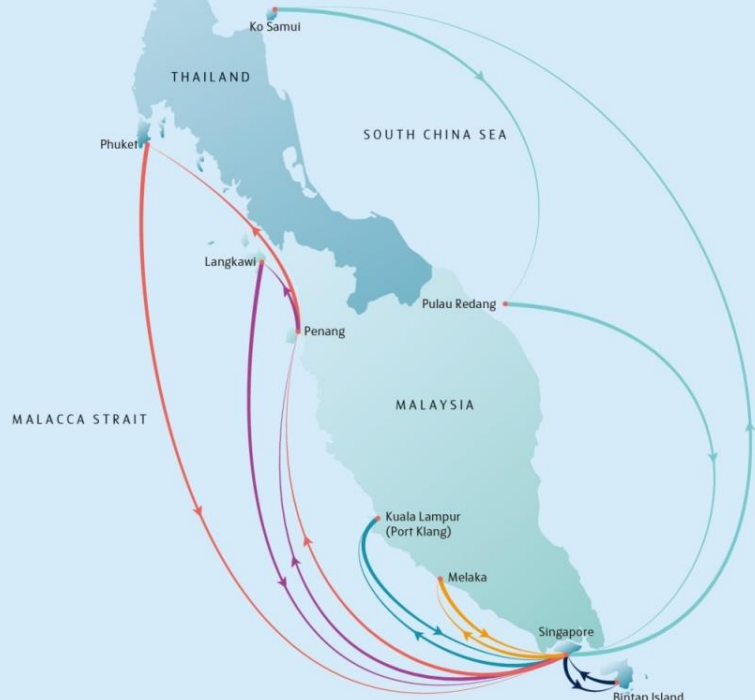 Ko Samui
THAILAND
SOUTH CHINA SEA
Phuket
Langkawi
Pulau Redang
Penang
MALACCA STRAIT
MALAYSIA
Kuala Lampur
(Port Klang)
Melaka
Singapore
Bintan Island